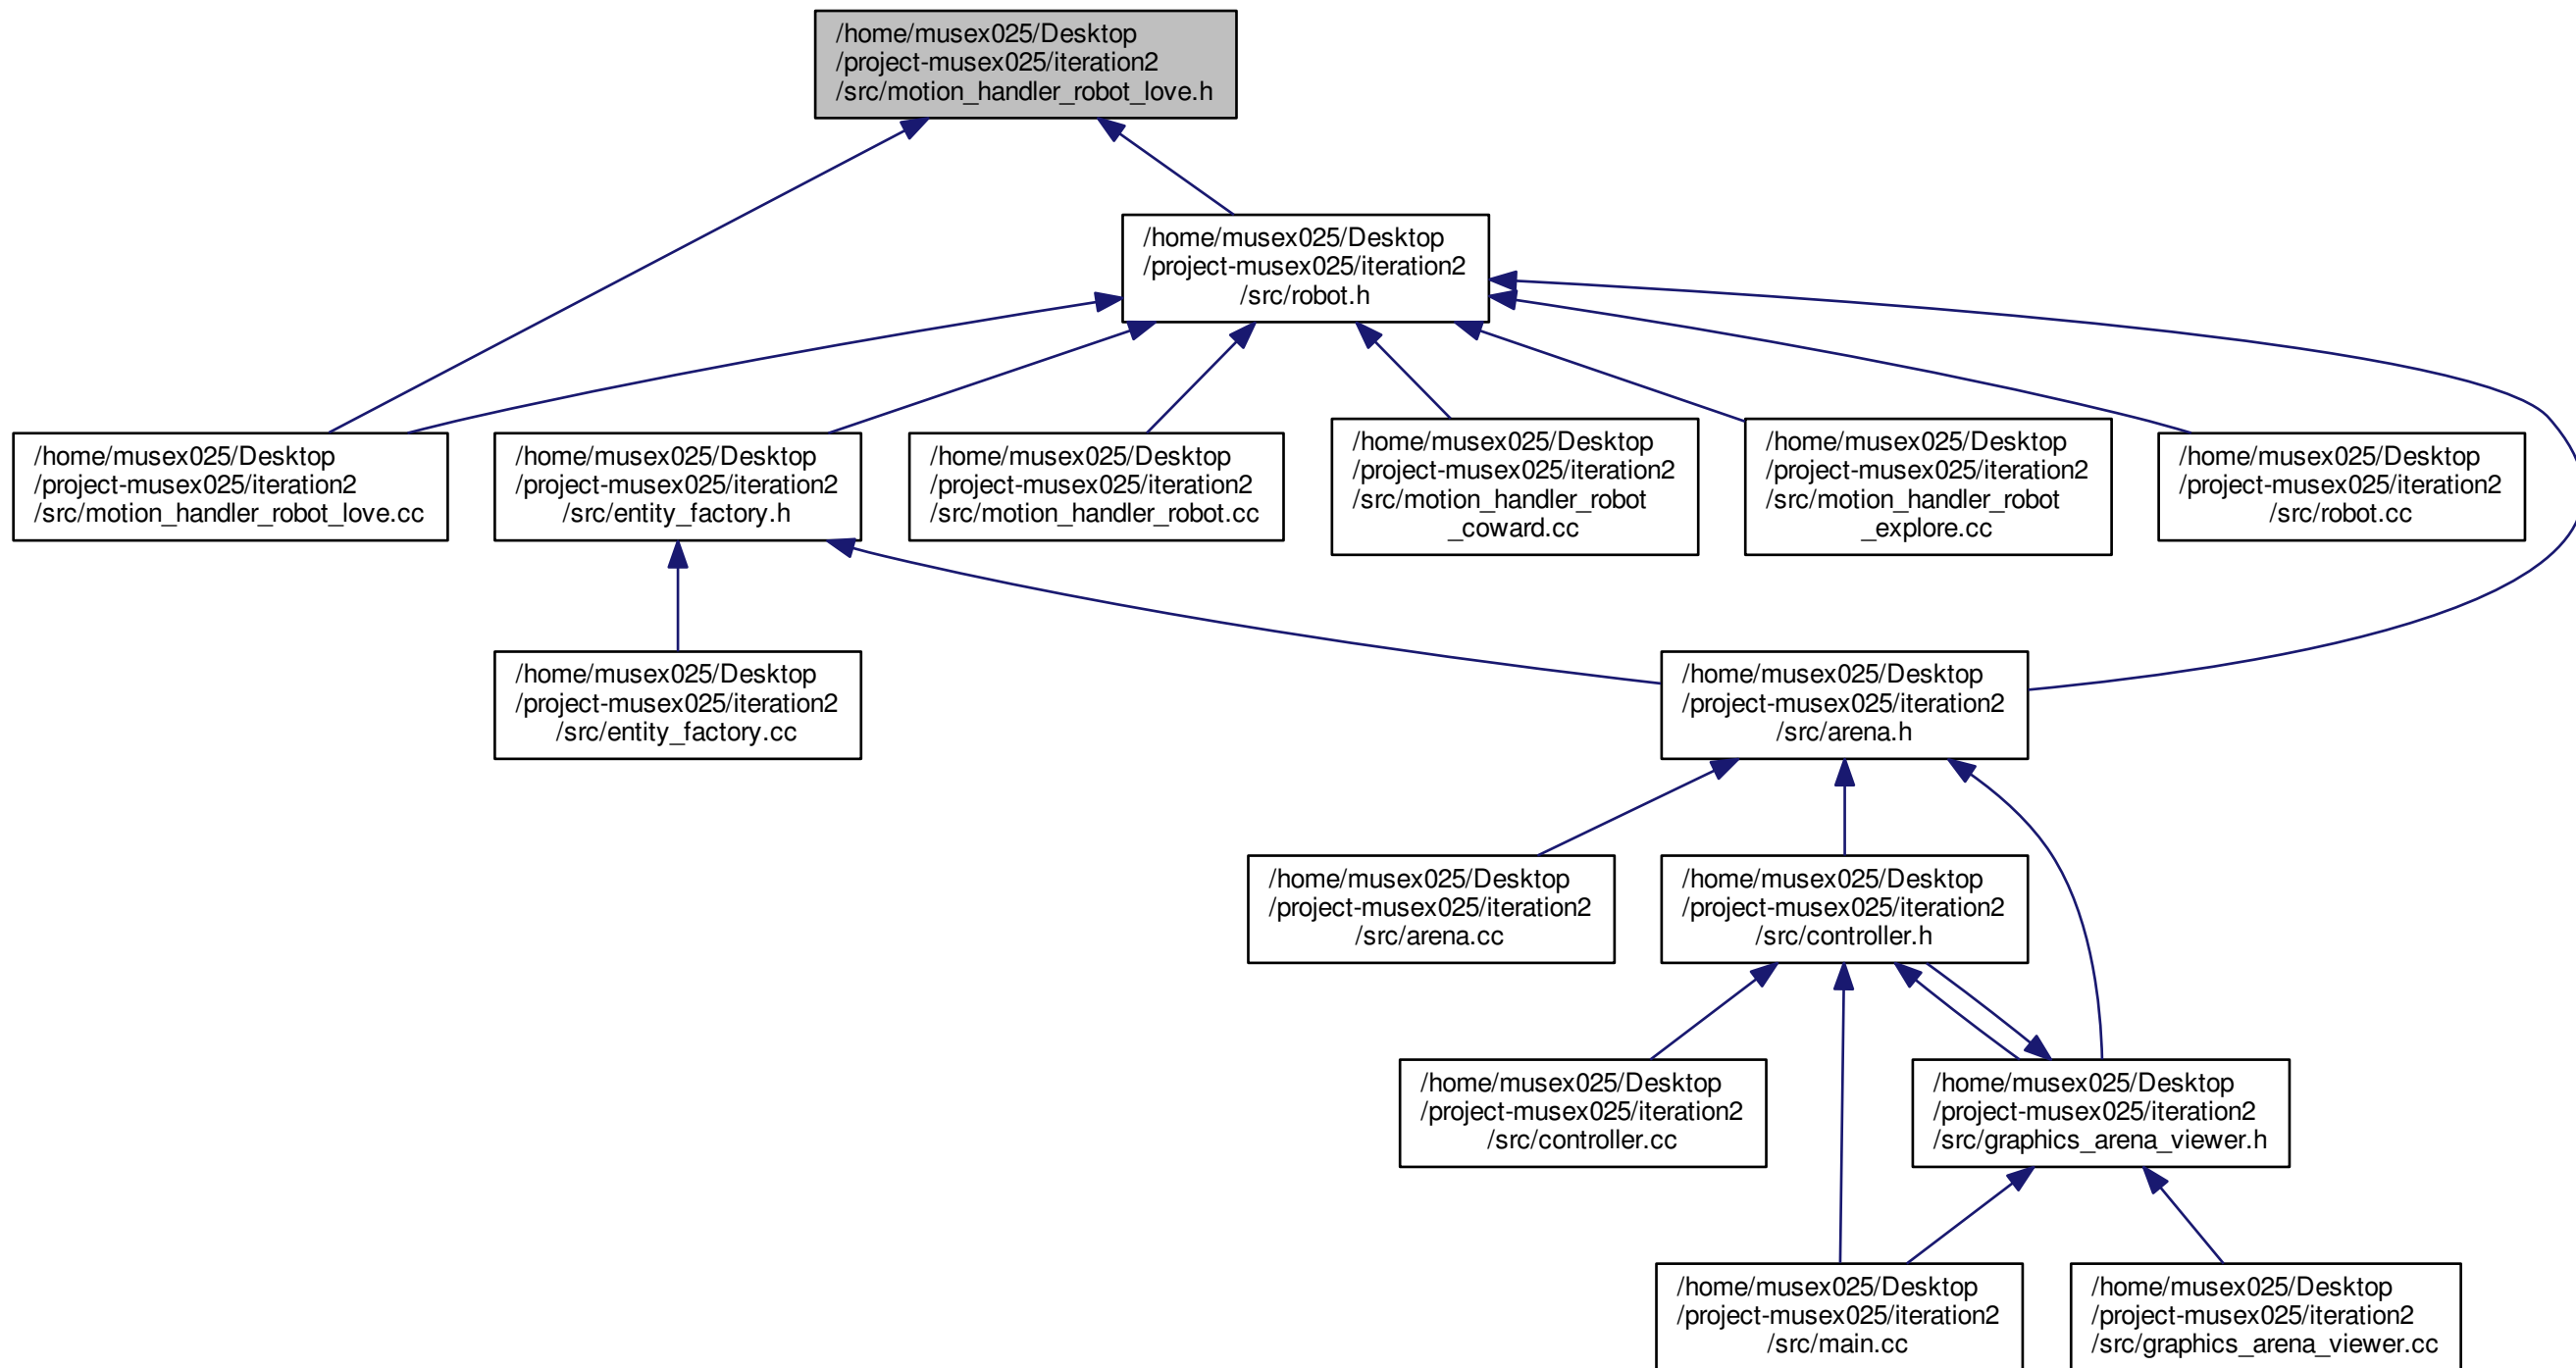 /home/musex025/Desktop
/project-musex025/iteration2
/src/motion_handler_robot_love.h
/home/musex025/Desktop
/project-musex025/iteration2
/src/robot.h
/home/musex025/Desktop
/project-musex025/iteration2
/src/motion_handler_robot_love.cc
/home/musex025/Desktop
/project-musex025/iteration2
/src/entity_factory.h
/home/musex025/Desktop
/project-musex025/iteration2
/src/motion_handler_robot.cc
/home/musex025/Desktop
/project-musex025/iteration2
/src/motion_handler_robot
_coward.cc
/home/musex025/Desktop
/project-musex025/iteration2
/src/motion_handler_robot
_explore.cc
/home/musex025/Desktop
/project-musex025/iteration2
/src/robot.cc
/home/musex025/Desktop
/project-musex025/iteration2
/src/entity_factory.cc
/home/musex025/Desktop
/project-musex025/iteration2
/src/arena.h
/home/musex025/Desktop
/project-musex025/iteration2
/src/arena.cc
/home/musex025/Desktop
/project-musex025/iteration2
/src/controller.h
/home/musex025/Desktop
/project-musex025/iteration2
/src/controller.cc
/home/musex025/Desktop
/project-musex025/iteration2
/src/graphics_arena_viewer.h
/home/musex025/Desktop
/project-musex025/iteration2
/src/main.cc
/home/musex025/Desktop
/project-musex025/iteration2
/src/graphics_arena_viewer.cc